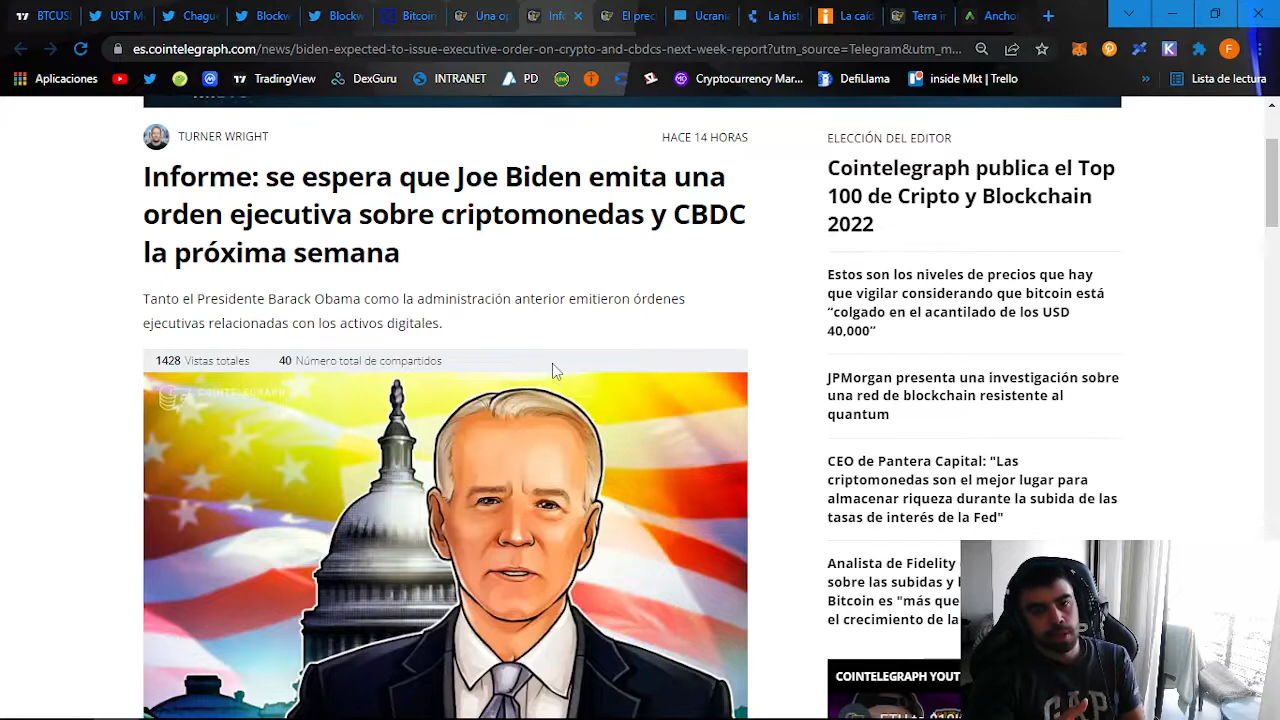 BTCUS
UST M
Chague
Blockw
Blockw
Bitcoin
Una op
Info
El prec
Ucrani
La hist
La caíd
Terra i
Ancho
es.cointelegraph.com/news/biden-expected-to-issue-executive-order-on-crypto-and-cbdcs-next-week-report?utm_source=Telegram&utm_m...
F
Aplicaciones
TradingView
DexGuru
INTRANET
PD
Cryptocurrency Mar...
DefiLlama
inside Mkt | Trello
»
Lista de lectura
TURNER WRIGHT
HACE 14 HORAS
Informe: se espera que Joe Biden emita una
orden ejecutiva sobre criptomonedas y CBDC
la próxima semana
Tanto el Presidente Barack Obama como la administración anterior emitieron órdenes
ejecutivas relacionadas con los activos digitales.
1428 Vistas totales
40 Número total de compartidos
COINTELEGRAPH
ELECCIÓN DEL EDITOR
Cointelegraph publica el Top
100 de Cripto y Blockchain
2022
Estos son los niveles de precios que hay
que vigilar considerando que bitcoin está
“colgado en el acantilado de los USD
40,000”
JPMorgan presenta una investigación sobre
una red de blockchain resistente al
quantum
CEO de Pantera Capital: "Las
criptomonedas son el mejor lugar para
almacenar riqueza durante la subida de las
tasas de interés de la Fed"
Analista de Fidelity
sobre las subidas y
Bitcoin es "más que
el crecimiento de la
COINTELEGRAPH YOUT
GAP